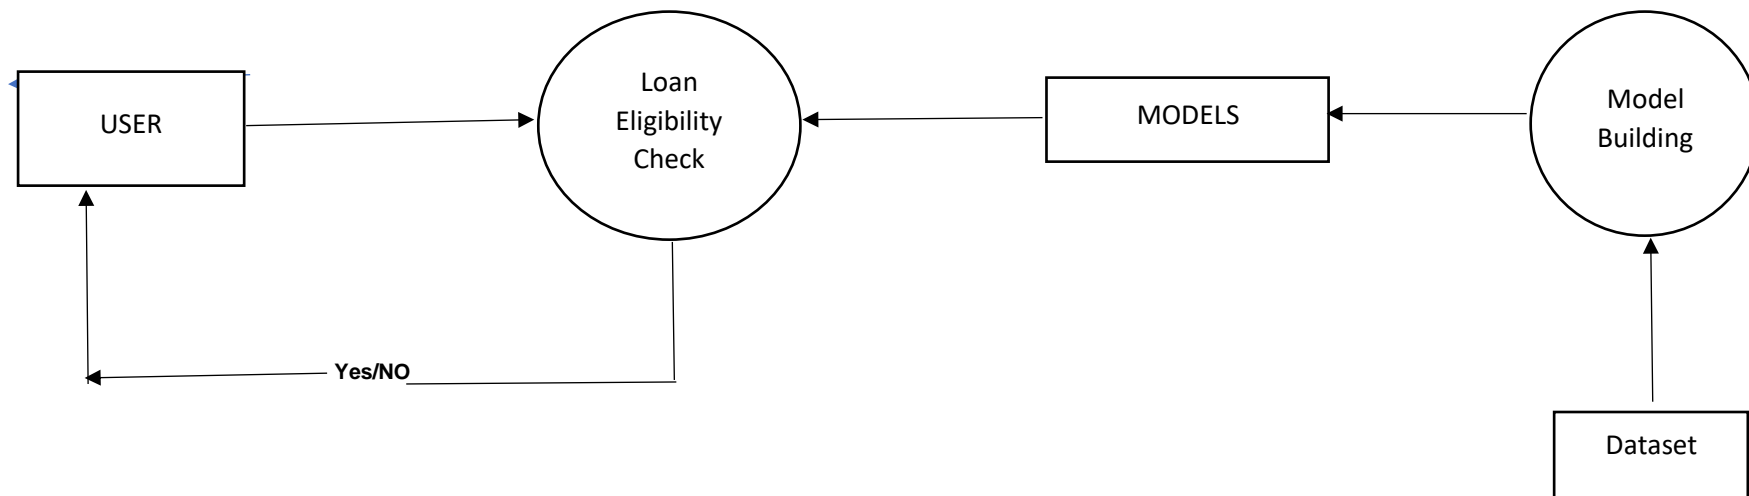 USER
Loan
Eligibility
Check
MODELS
Model
Building
Yes/NO
Dataset